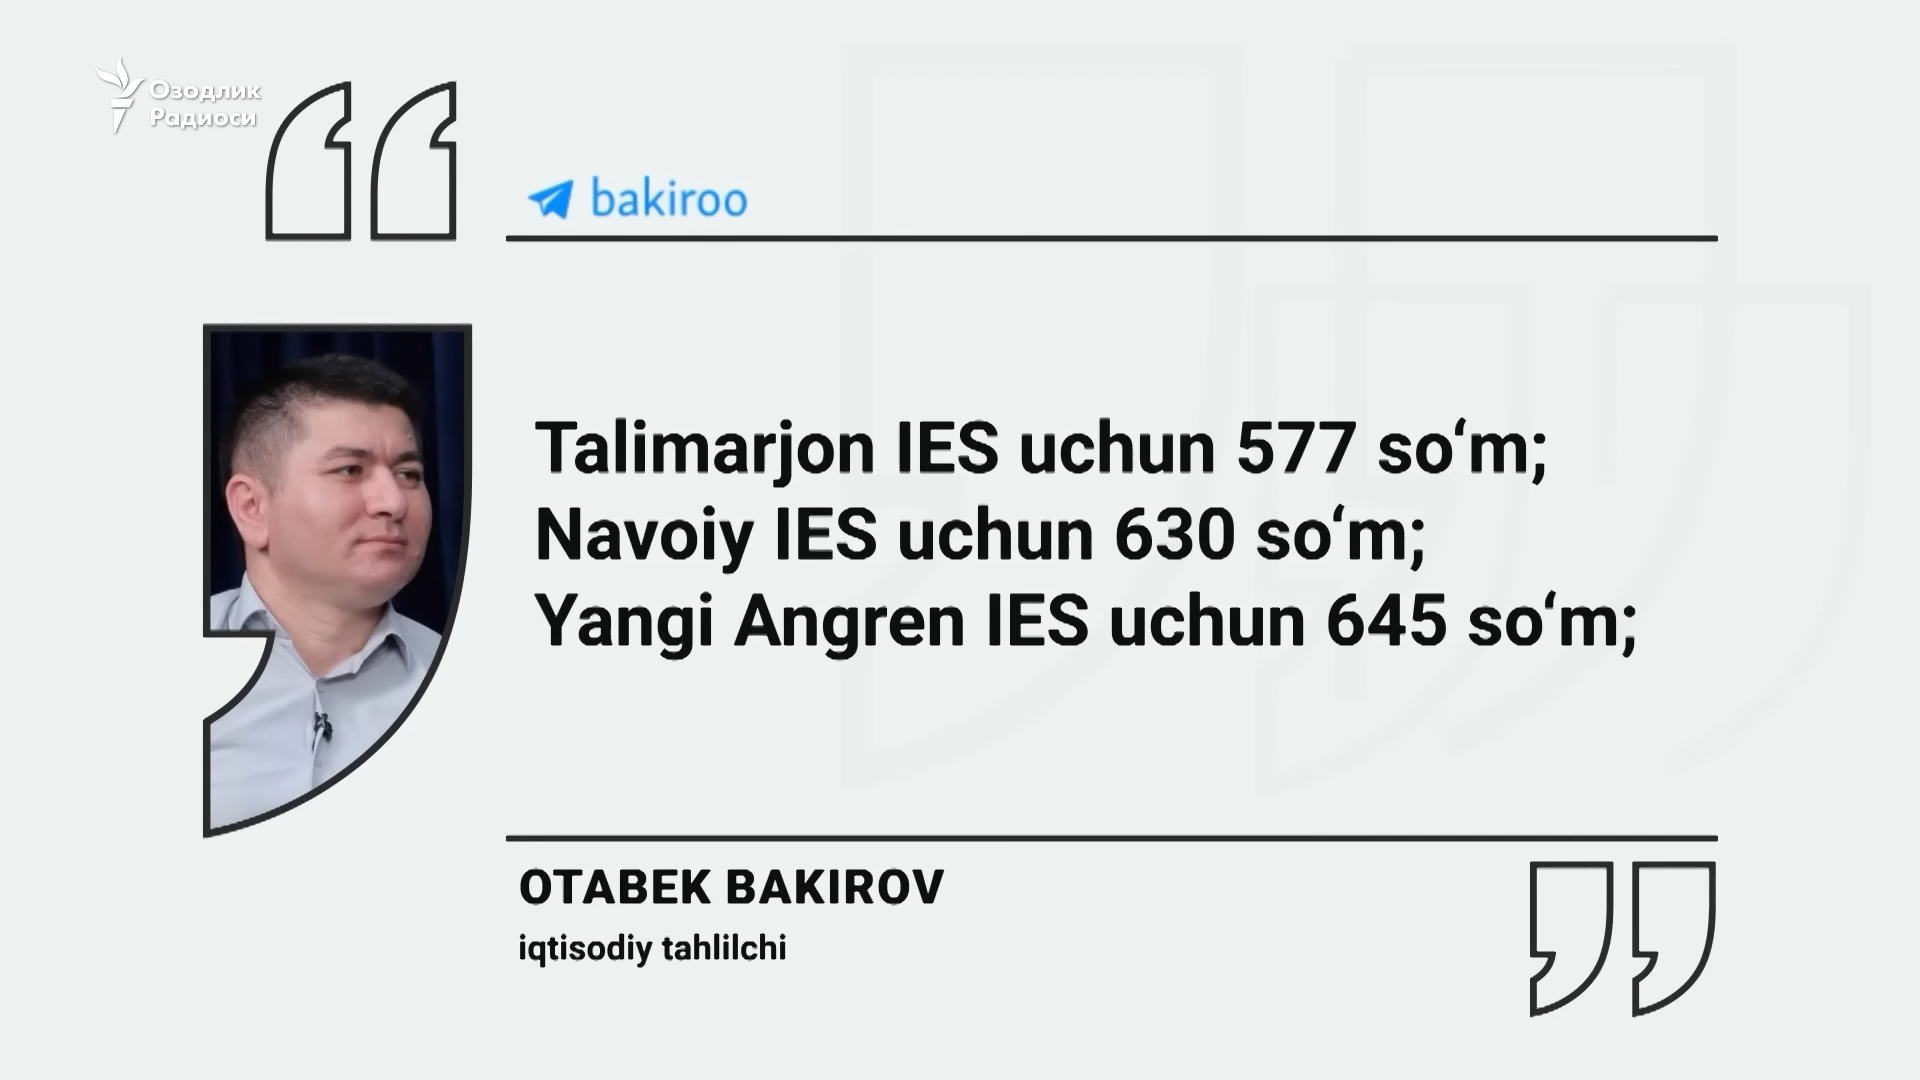 Озодлик
Радиоси
bakiroo
Talimarjon IES uchun 577 so‘m;
Navoiy IES uchun 630 so‘m;
Yangi Angren IES uchun 645 so‘m;
OTABEK BAKIROV
iqtisodiy tahlilchi